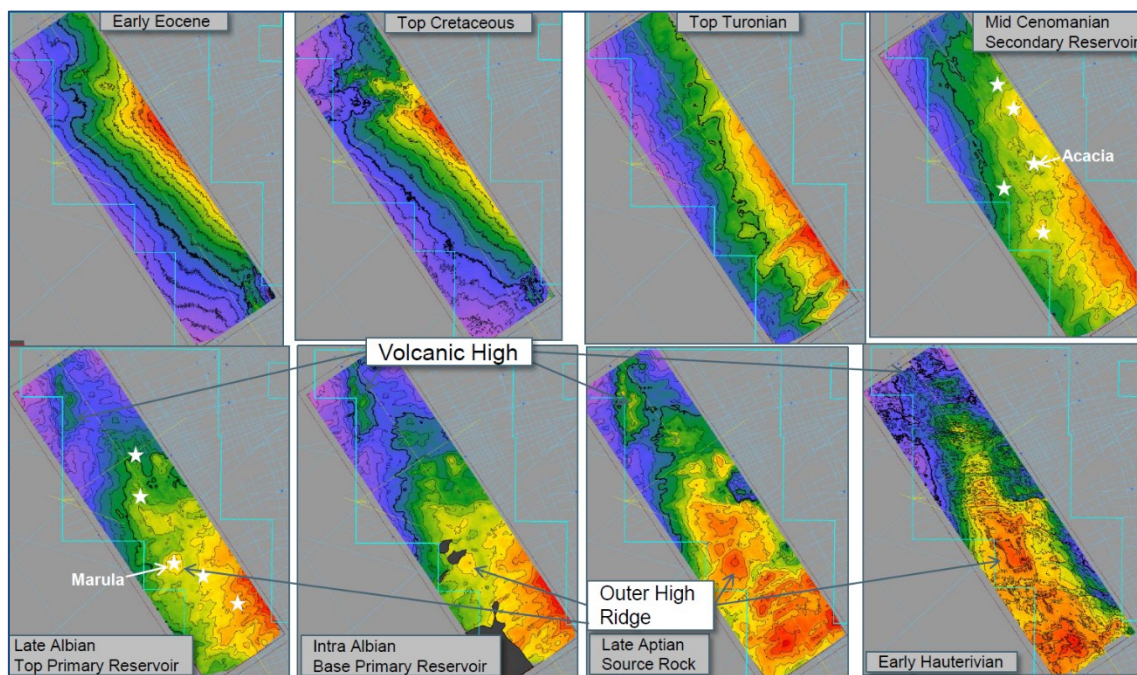 Early Eocene
Top Cretaceous
Top Turonian
Mid Cenomanian
Secondary Reservoir
Acacia
Volcanic High
Marula
Outer High
Ridge
Late Albian
Top Primary Reservoir
Intra Albian
Base Primary Reservoir
Late Aptian
Source Rock
Early Hauterivian